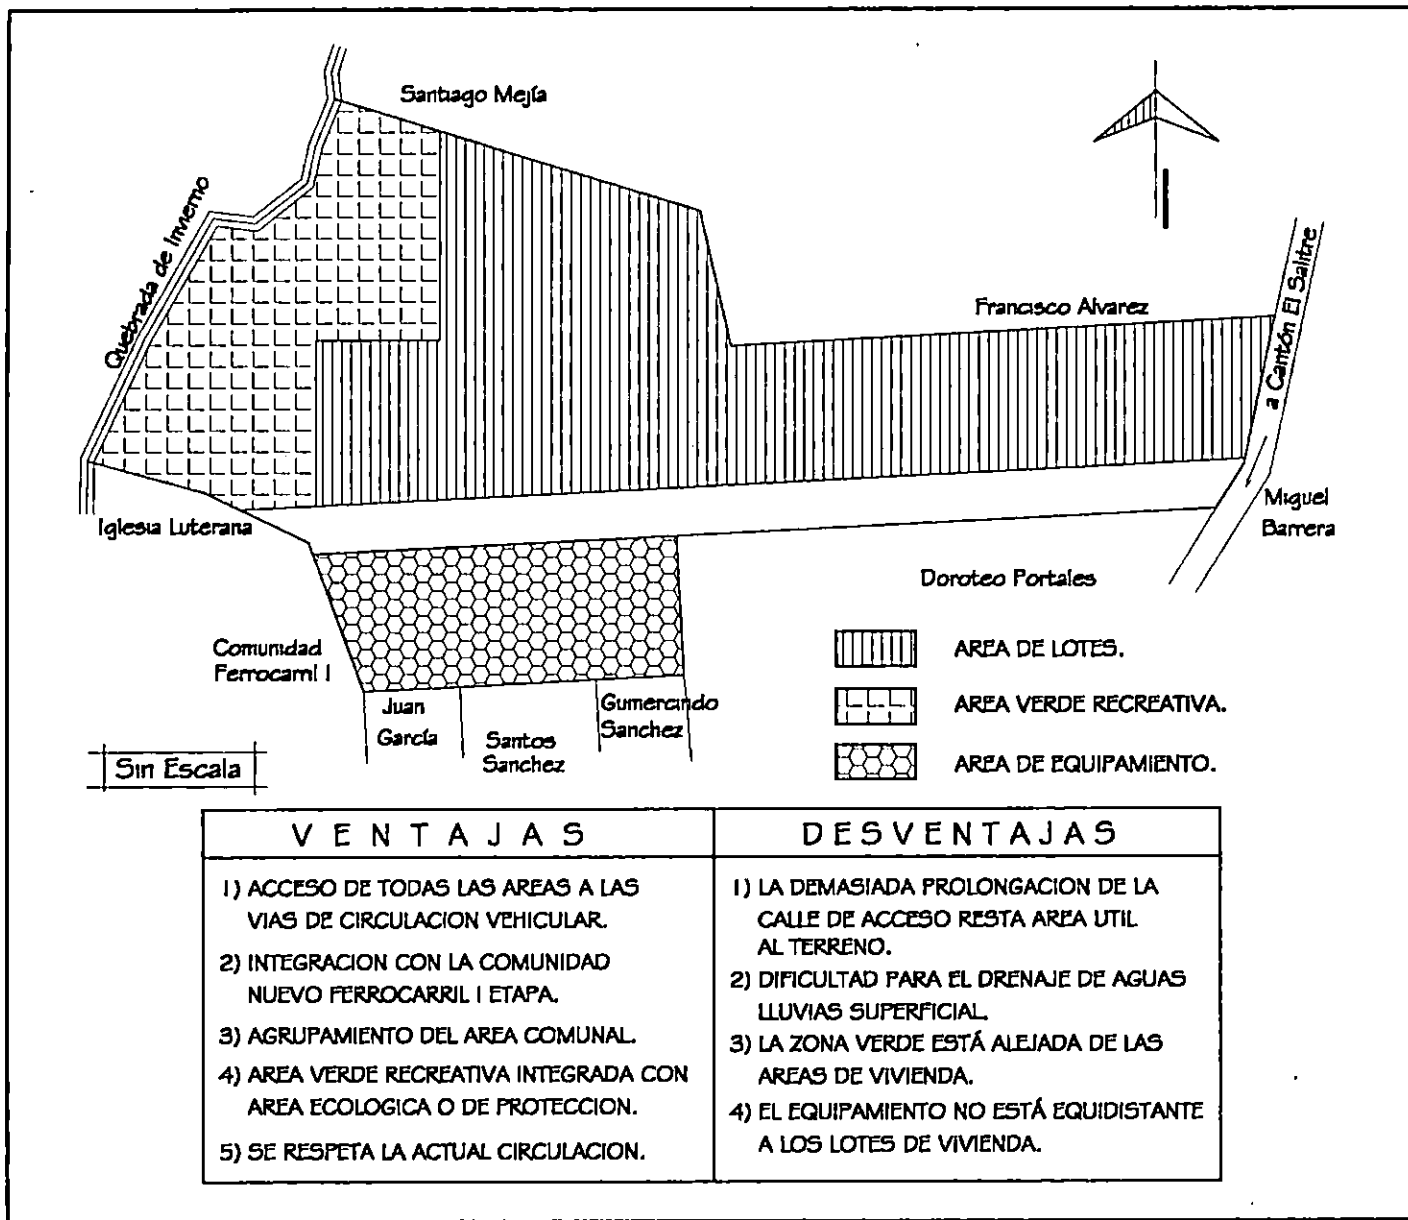 Santiago Mejía
Quebrada de Invierno
Francisco Alvarez
a Cantón El Salitre
Iglesia Luterana
Miguel
Barrera
Doroteo Portales
Comunidad
Ferrocarril I
AREA DE LOTES.
AREA VERDE RECREATIVA.
AREA DE EQUIPAMIENTO.
Juan
García
Santos
Sanchez
Gumercindo
Sanchez
Sin Escala
VENTAJAS
1) ACCESO DE TODAS LAS AREAS A LAS
VIAS DE CIRCULACION VEHICULAR.
2) INTEGRACION CON LA COMUNIDAD
NUEVO FERROCARRIL I ETAPA.
3) AGRUPAMIENTO DEL AREA COMUNAL.
4) AREA VERDE RECREATIVA INTEGRADA CON
AREA ECOLOGICA O DE PROTECCION.
5) SE RESPETA LA ACTUAL CIRCULACION.
DESVENTAJAS
1) LA DEMASIADA PROLONGACION DE LA
CALLE DE ACCESO RESTA AREA UTIL
AL TERRENO.
2) DIFICULTAD PARA EL DRENAJE DE AGUAS
LLUVIAS SUPERFICIAL.
3) LA ZONA VERDE ESTÁ ALEJADA DE LAS
AREAS DE VIVIENDA.
4) EL EQUIPAMIENTO NO ESTÁ EQUIDISTANTE
A LOS LOTES DE VIVIENDA.